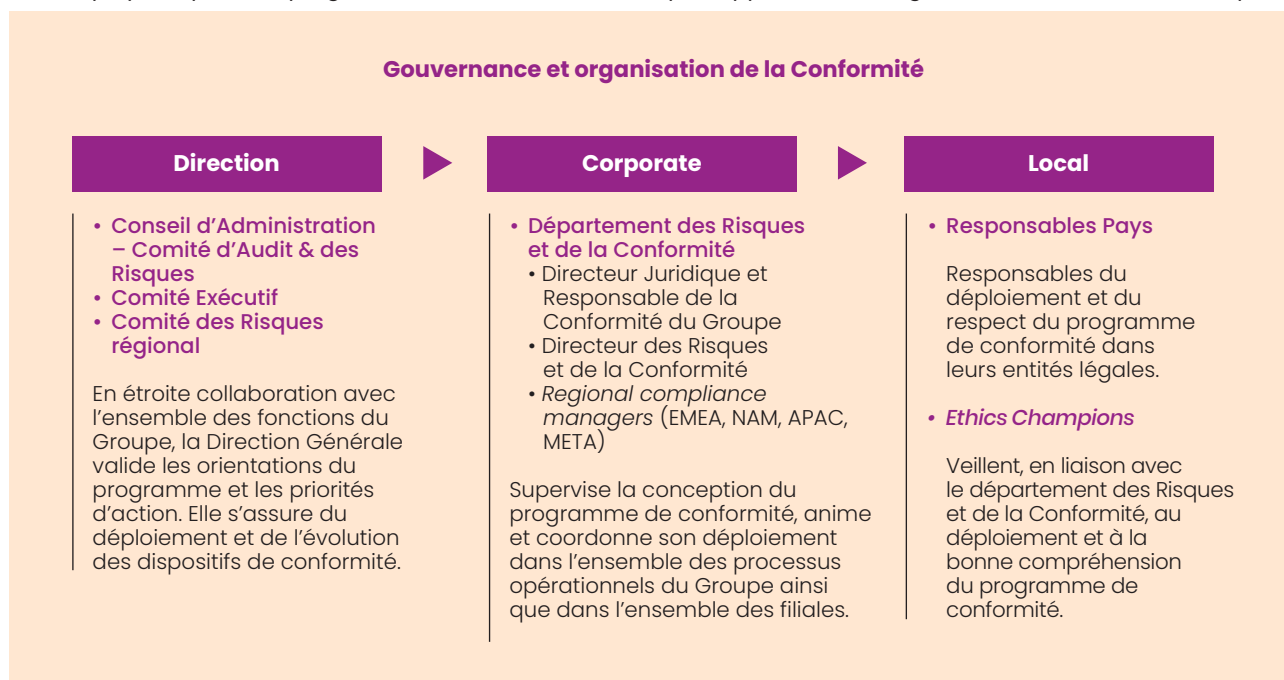 Gouvernance et organisation de la Conformité
Direction
• Conseil d’Administration
– Comité d’Audit & des
Risques
• Comité Exécutif
• Comité des Risques
régional
En étroite collaboration avec
l’ensemble des fonctions du
Groupe, la Direction Générale
valide les orientations du
programme et les priorités
d’action. Elle s’assure du
déploiement et de l’évolution
des dispositifs de conformité.
Corporate
• Département des Risques
et de la Conformité
• Directeur Juridique et
Responsable de la
Conformité du Groupe
• Directeur des Risques
et de la Conformité
• Regional compliance
managers (EMEA, NAM, APAC,
META)
Supervise la conception du
programme de conformité, anime
et coordonne son déploiement
dans l’ensemble des processus
opérationnels du Groupe ainsi
que dans l’ensemble des filiales.
Local
• Responsables Pays
Responsables du
déploiement et du
respect du programme
de conformité dans
leurs entités légales.
• Ethics Champions
Veillent, en liaison avec
le département des Risques
et de la Conformité, au
déploiement et à la
bonne compréhension
du programme de
conformité.